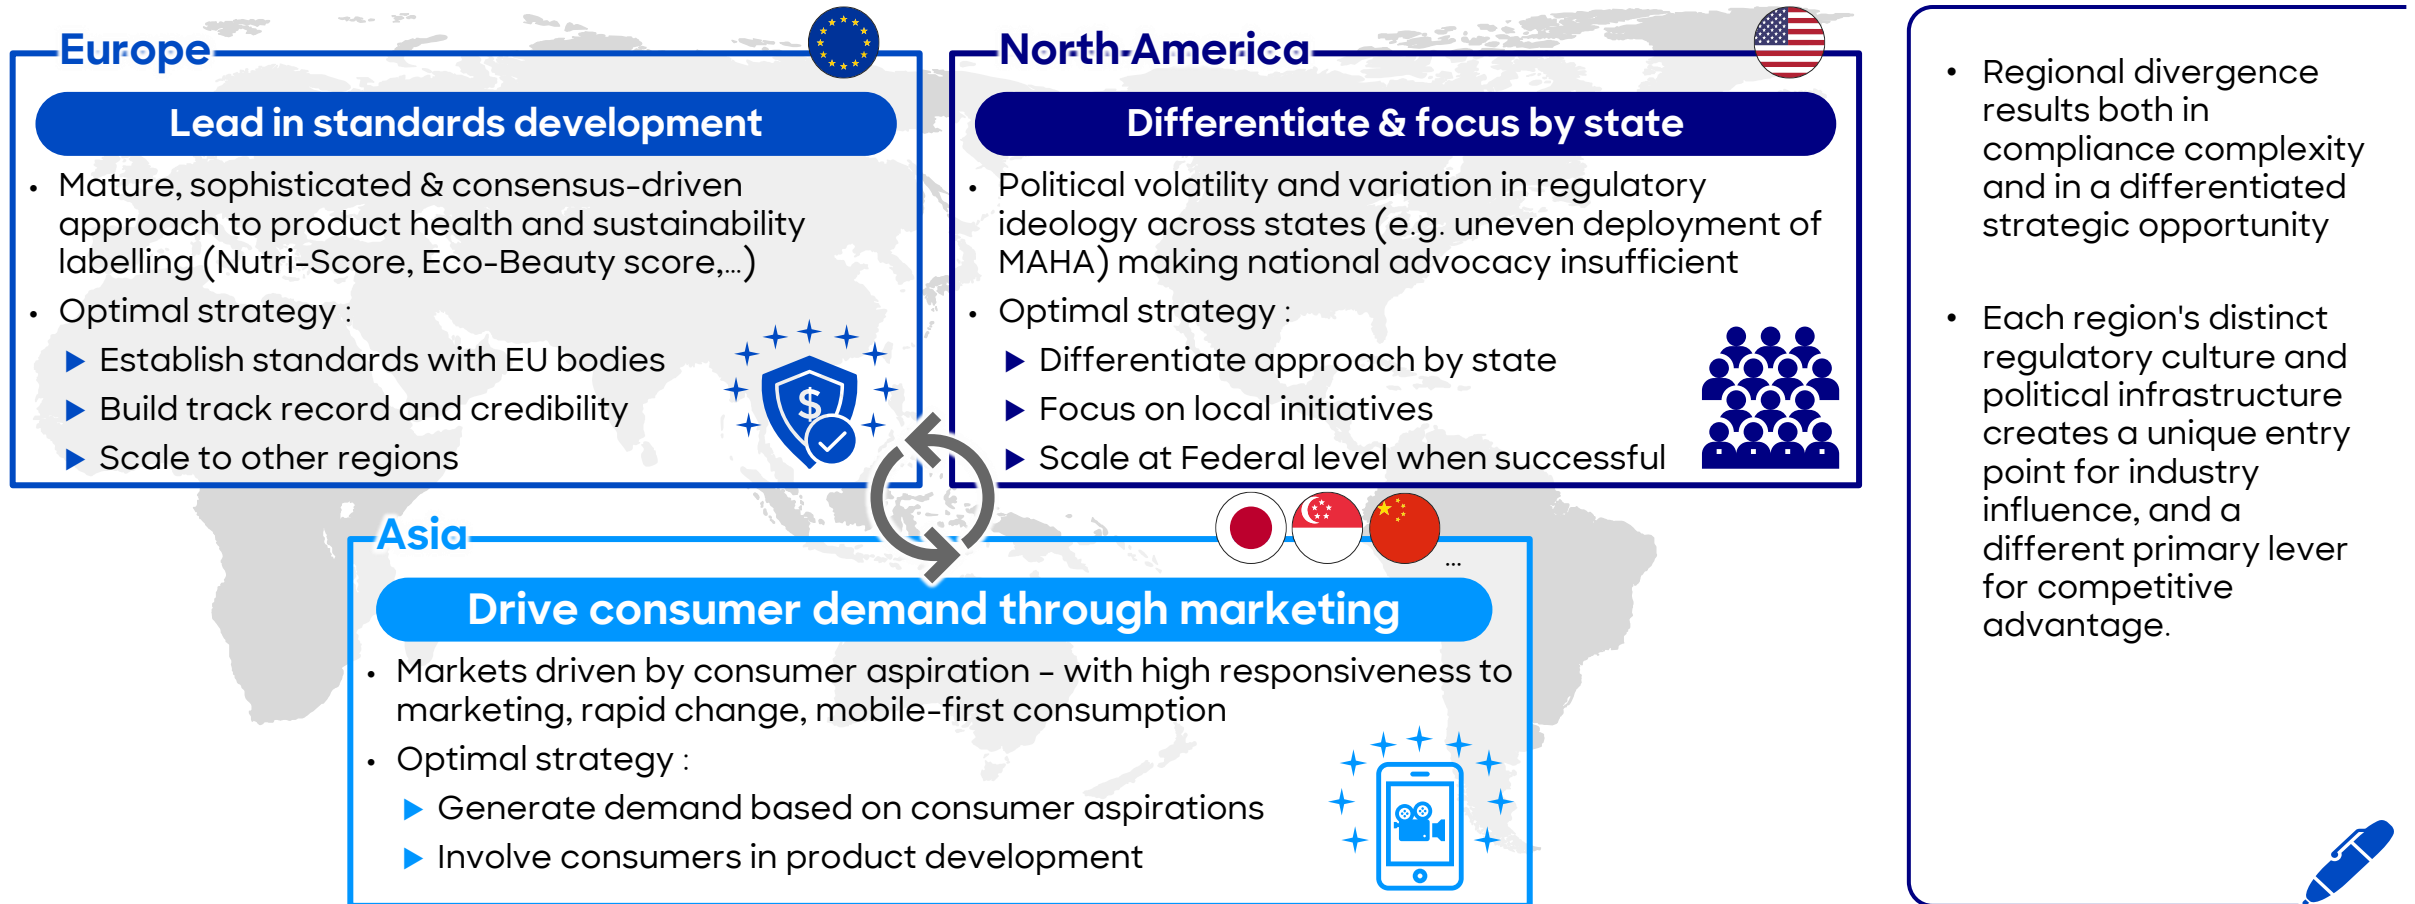 Europe
Lead in standards development
• Mature, sophisticated & consensus-driven
approach to product health and sustainability
labelling (Nutri-Score, Eco-Beauty score,...)
• Optimal strategy :
▶ Establish standards with EU bodies
▶ Build track record and credibility
▶ Scale to other regions
$
North America
Differentiate & focus by state
• Political volatility and variation in regulatory
ideology across states (e.g. uneven deployment of
MAHA) making national advocacy insufficient
• Optimal strategy :
▶ Differentiate approach by state
▶ Focus on local initiatives
▶ Scale at Federal level when successful
Asia
...
Drive consumer demand through marketing
• Markets driven by consumer aspiration – with high responsiveness to
marketing, rapid change, mobile-first consumption
• Optimal strategy :
▶ Generate demand based on consumer aspirations
▶ Involve consumers in product development
• Regional divergence
results both in
compliance complexity
and in a differentiated
strategic opportunity
• Each region's distinct
regulatory culture and
political infrastructure
creates a unique entry
point for industry
influence, and a
different primary lever
for competitive
advantage.